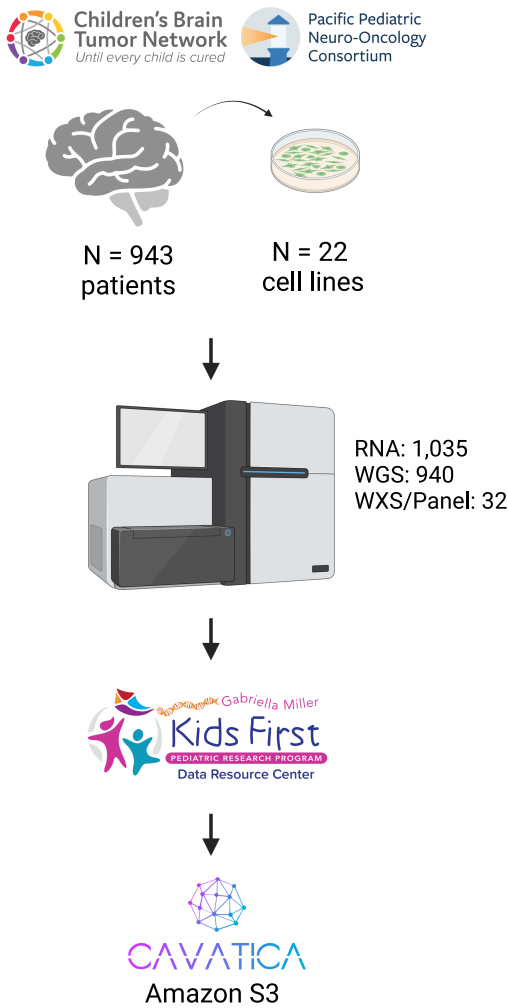 Children's Brain
Tumor Network
Until every child is cured
Pacific Pediatric
Neuro-Oncology
Consortium
N = 943
patients
N = 22
cell lines
RNA: 1,035
WGS: 940
WXS/Panel: 32
Gabriella Miller
Kids First
PEDIATRIC RESEARCH PROGRAM
Data Resource Center
CAVATICA
Amazon S3